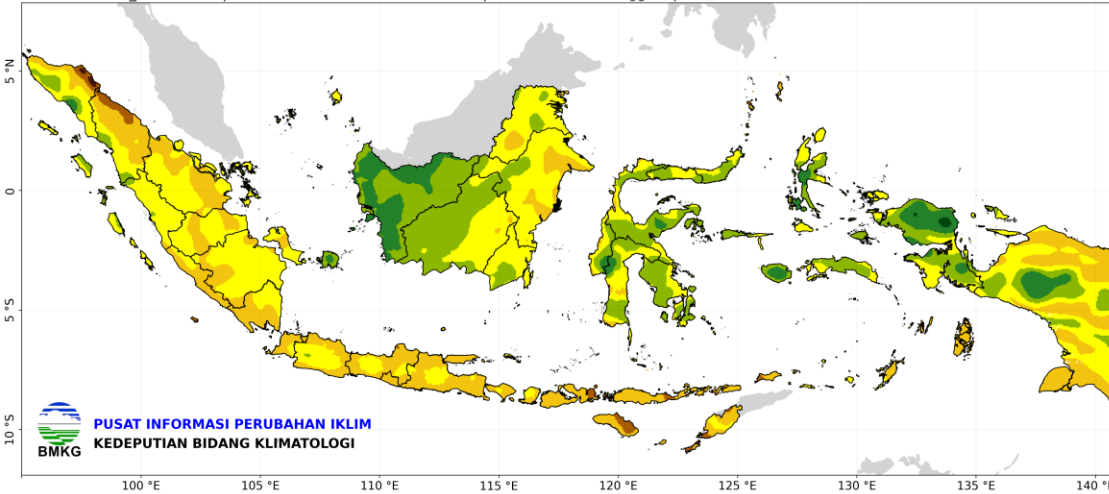 5 °N
0
5 °S
10 °S
PUSAT INFORMASI PERUBAHAN IKLIM
KEDEPUTIAN BIDANG KLIMATOLOGI
BMKG
100 °E
105 °E
110 °E
115 °E
120 °E
125 °E
130 °E
135 °E